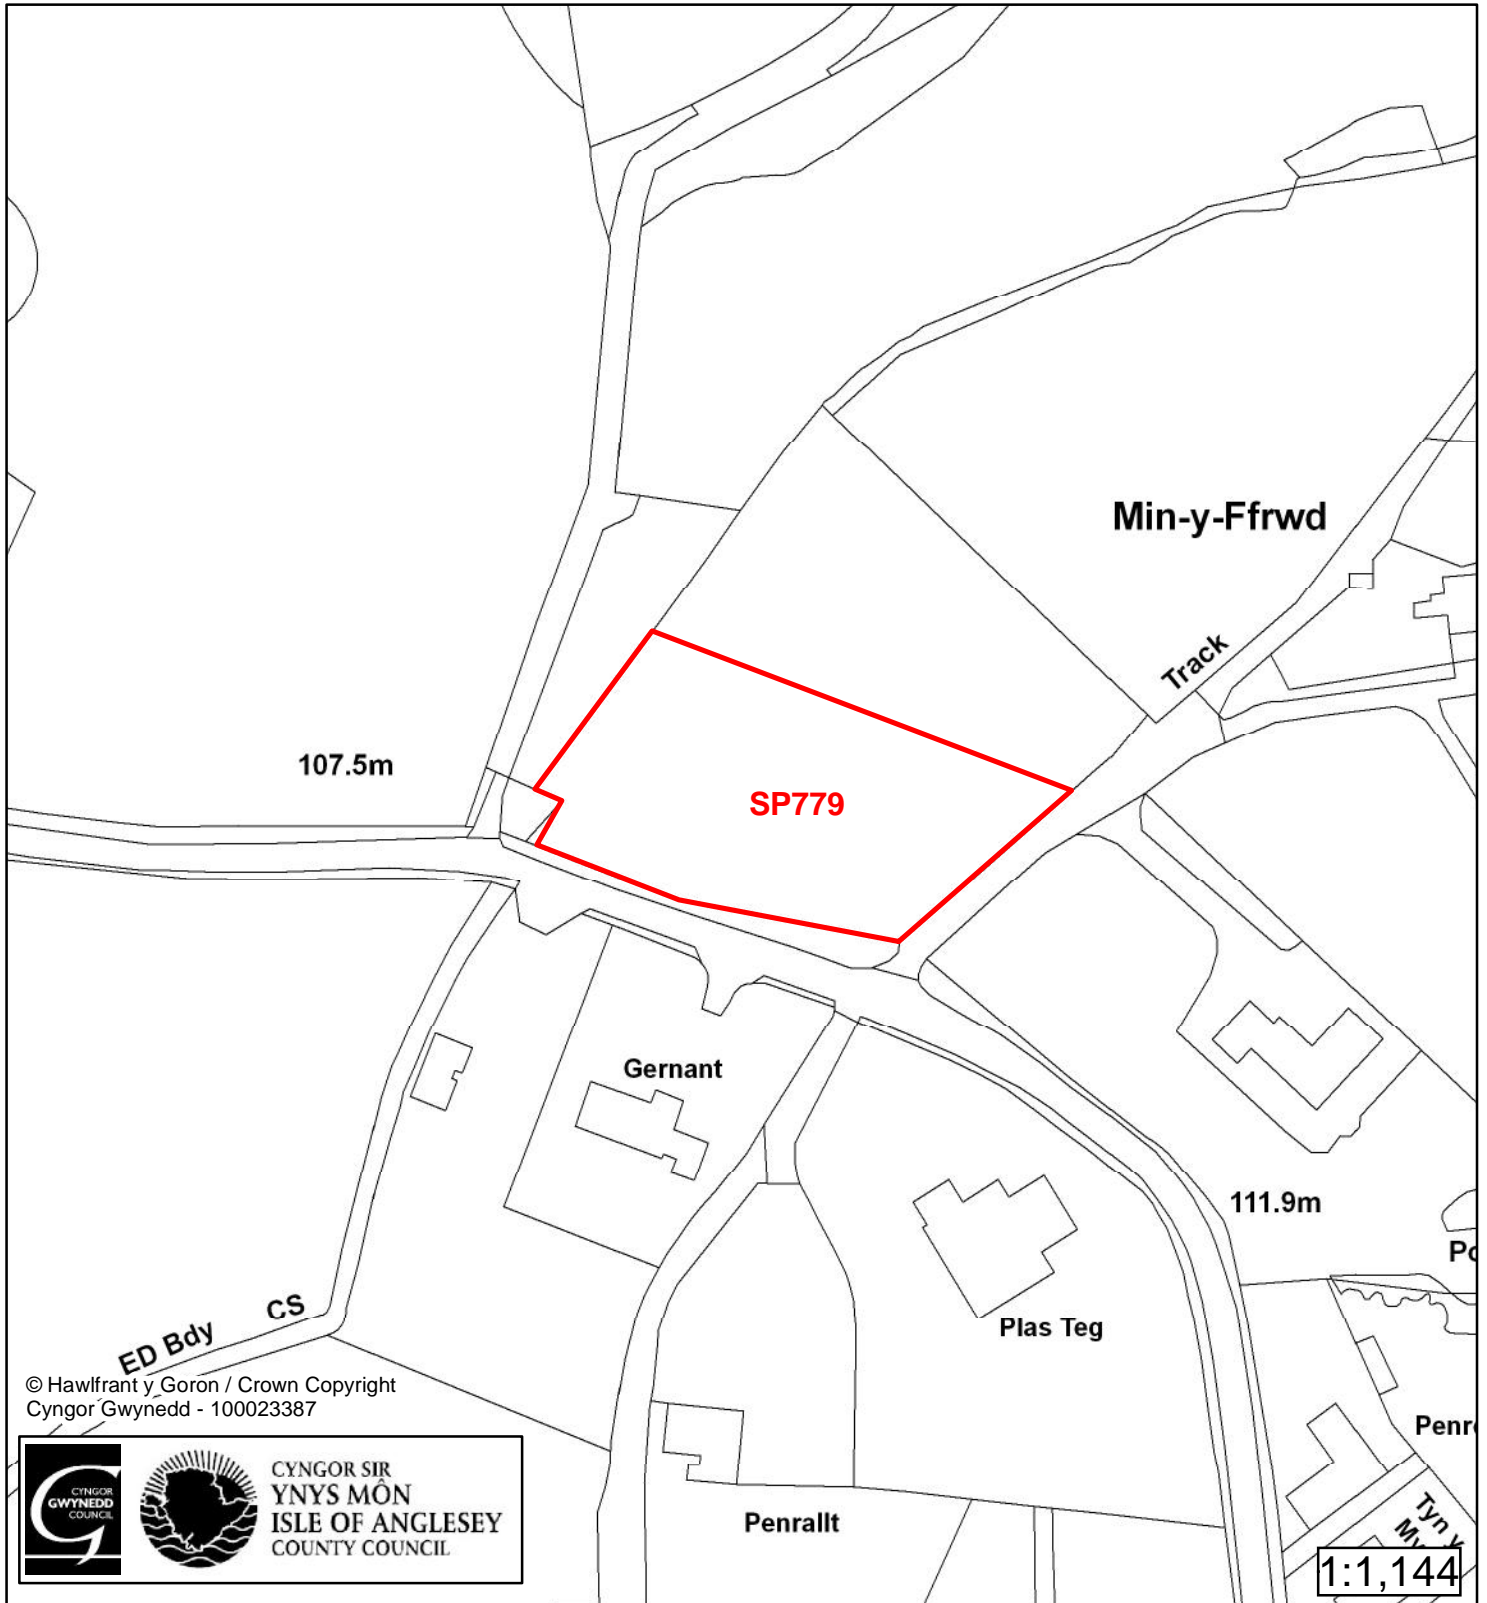 Min-y-Ffrwd
Track
107.5m
SP779
Gernant
111.9m
Plas Teg
CS
ED Bdy
© Hawlfraint y Goron / Crown Copyright
Cyngor Gwynedd - 100023387
CYNGOR
GWYNEDD
COUNCIL
CYNGOR SIR
YNYS MÔN
ISLE OF ANGLESEY
COUNTY COUNCIL
Penrallt
Tyn y
1:1,144